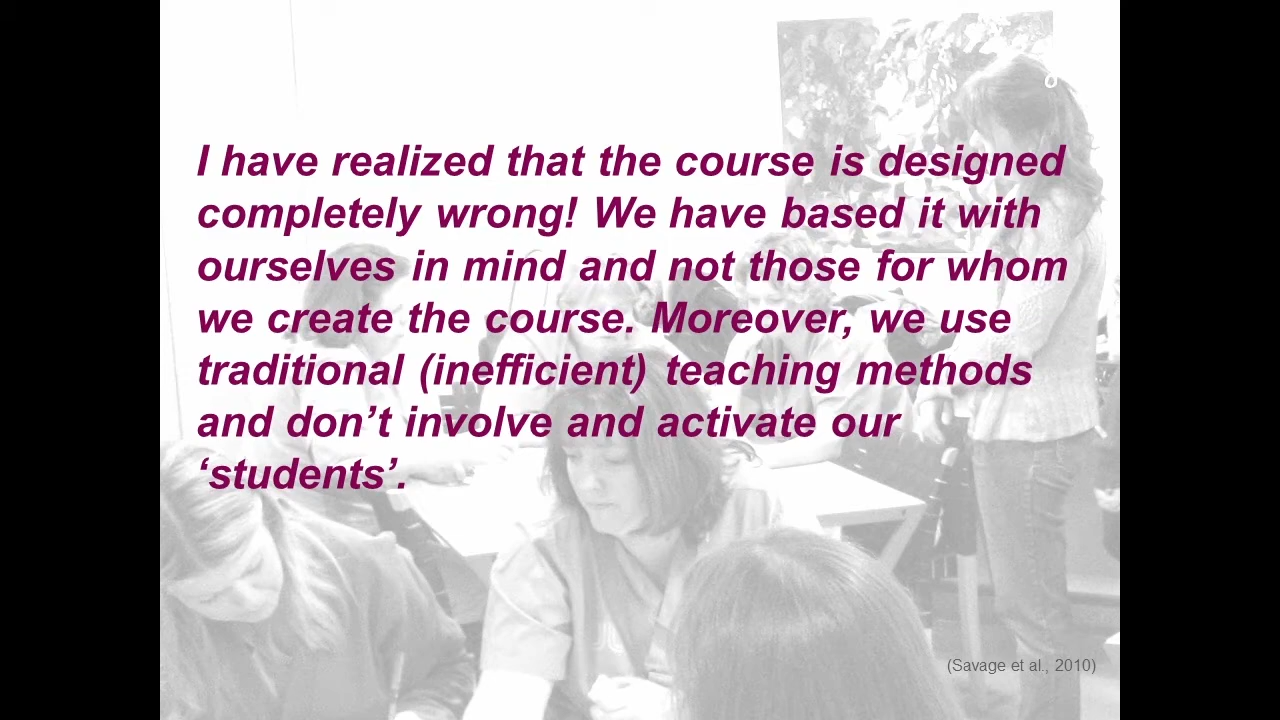 I have realized that the course is designed
completely wrong! We have based it with
ourselves in mind and not those for whom
we create the course. Moreover, we use
traditional (inefficient) teaching methods
and don’t involve and activate our
‘students’.
(Savage et al., 2010)